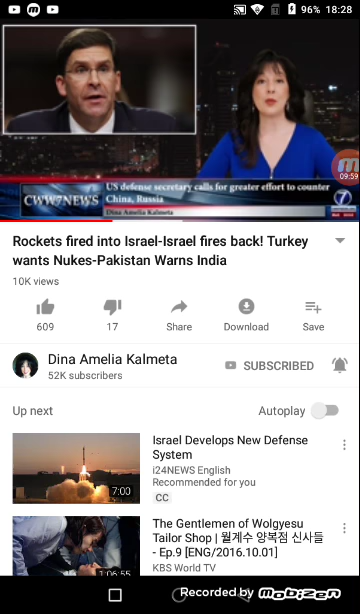 96% 18:28
09:59
CWW7NEWS
US defense secretary calls for greater effort to counter
China, Russia
Dina Amelia Kalmeta
7
Rockets fired into Israel-Israel fires back! Turkey
wants Nukes-Pakistan Warns India
10K views
609
17
Share
Download
Save
Dina Amelia Kalmeta
52K subscribers
SUBSCRIBED
Up next
Autoplay
7:00
Israel Develops New Defense
System
i24NEWS English
Recommended for you
CC
1:06:55
The Gentlemen of Wolgyesu
Tailor Shop | 월계수 양복점 신사들
- Ep.9 [ENG/2016.10.01]
KBS World TV
Recorded by Mobizen